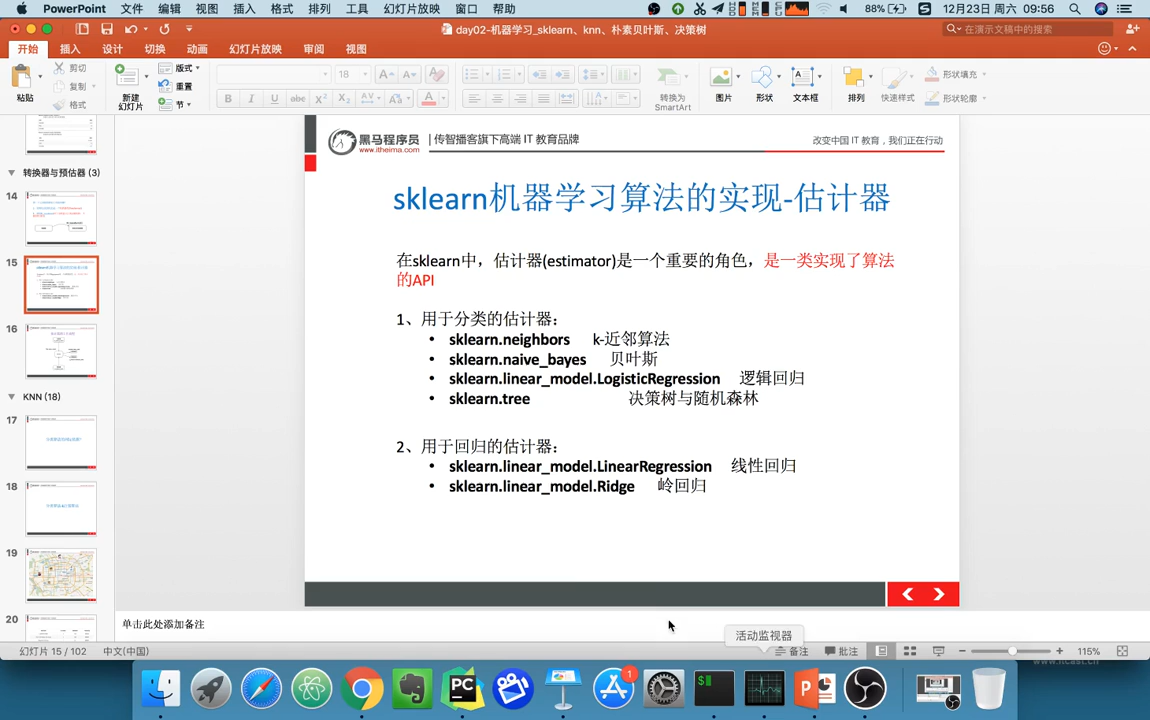 PowerPoint 文件 编辑 视图 插入 格式 排列 工具 幻灯片放映 窗口 帮助 88% 12月23日 周六 09:56
day02-机器学习_sklearn、knn、朴素贝叶斯、决策树
在演示文稿中的搜索
开始 插入 设计 切换 动画 幻灯片放映 审阅 视图
粘贴 剪切 复制 格式 新建 幻灯片 版式 重置 节 18
B I U abc X² X₂ AV Aa A
转换为 SmartArt 图片 形状 文本框 排列 快速样式 形状填充 形状轮廓
转换器与预估器 (3)
14
15
16
KNN (18)
17
18
19
20
黑马程序员 www.itheima.com | 传智播客旗下高端 IT 教育品牌
改变中国 IT 教育，我们正在行动
sklearn机器学习算法的实现-估计器
在sklearn中，估计器(estimator)是一个重要的角色，是一类实现了算法
的API
1、用于分类的估计器：
• sklearn.neighbors k-近邻算法
• sklearn.naive_bayes 贝叶斯
• sklearn.linear_model.LogisticRegression 逻辑回归
• sklearn.tree 决策树与随机森林
2、用于回归的估计器：
• sklearn.linear_model.LinearRegression 线性回归
• sklearn.linear_model.Ridge 岭回归
单击此处添加备注
活动监视器
幻灯片 15 / 102 中文(中国) 备注 批注 115%
www.itcast.cn
PC
1
$
P